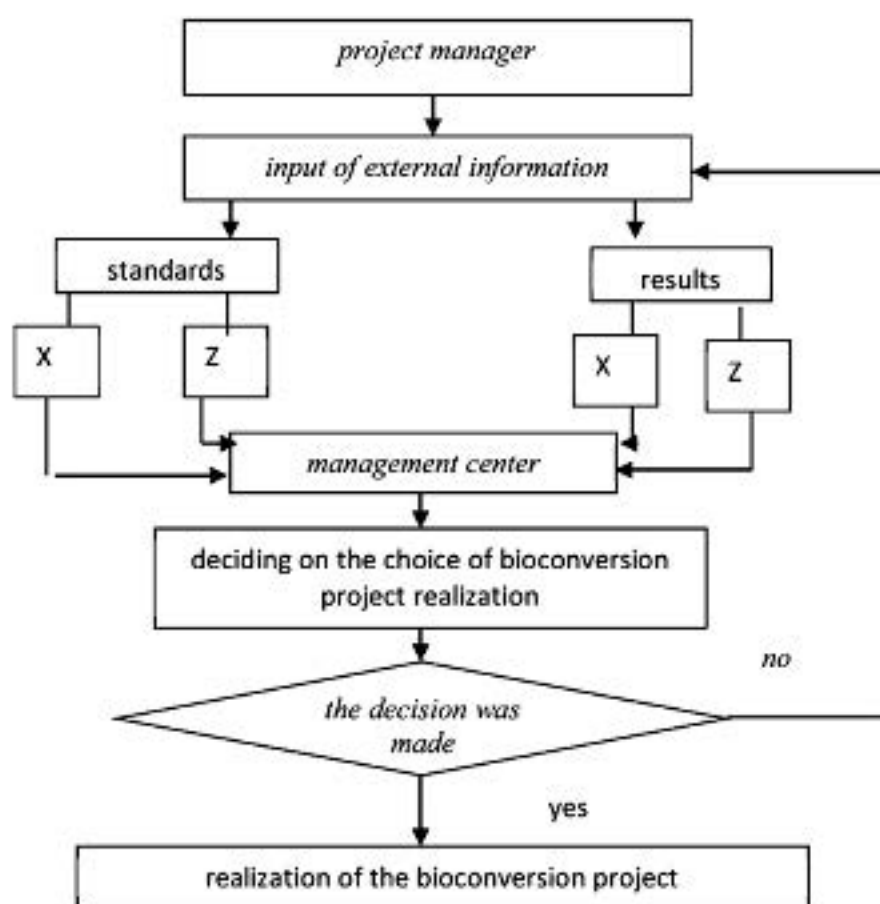 project manager
input of external information
standards
results
X
Z
X
Z
management center
deciding on the choice of bioconversion
project realization
no
the decision was
made
yes
realization of the bioconversion project